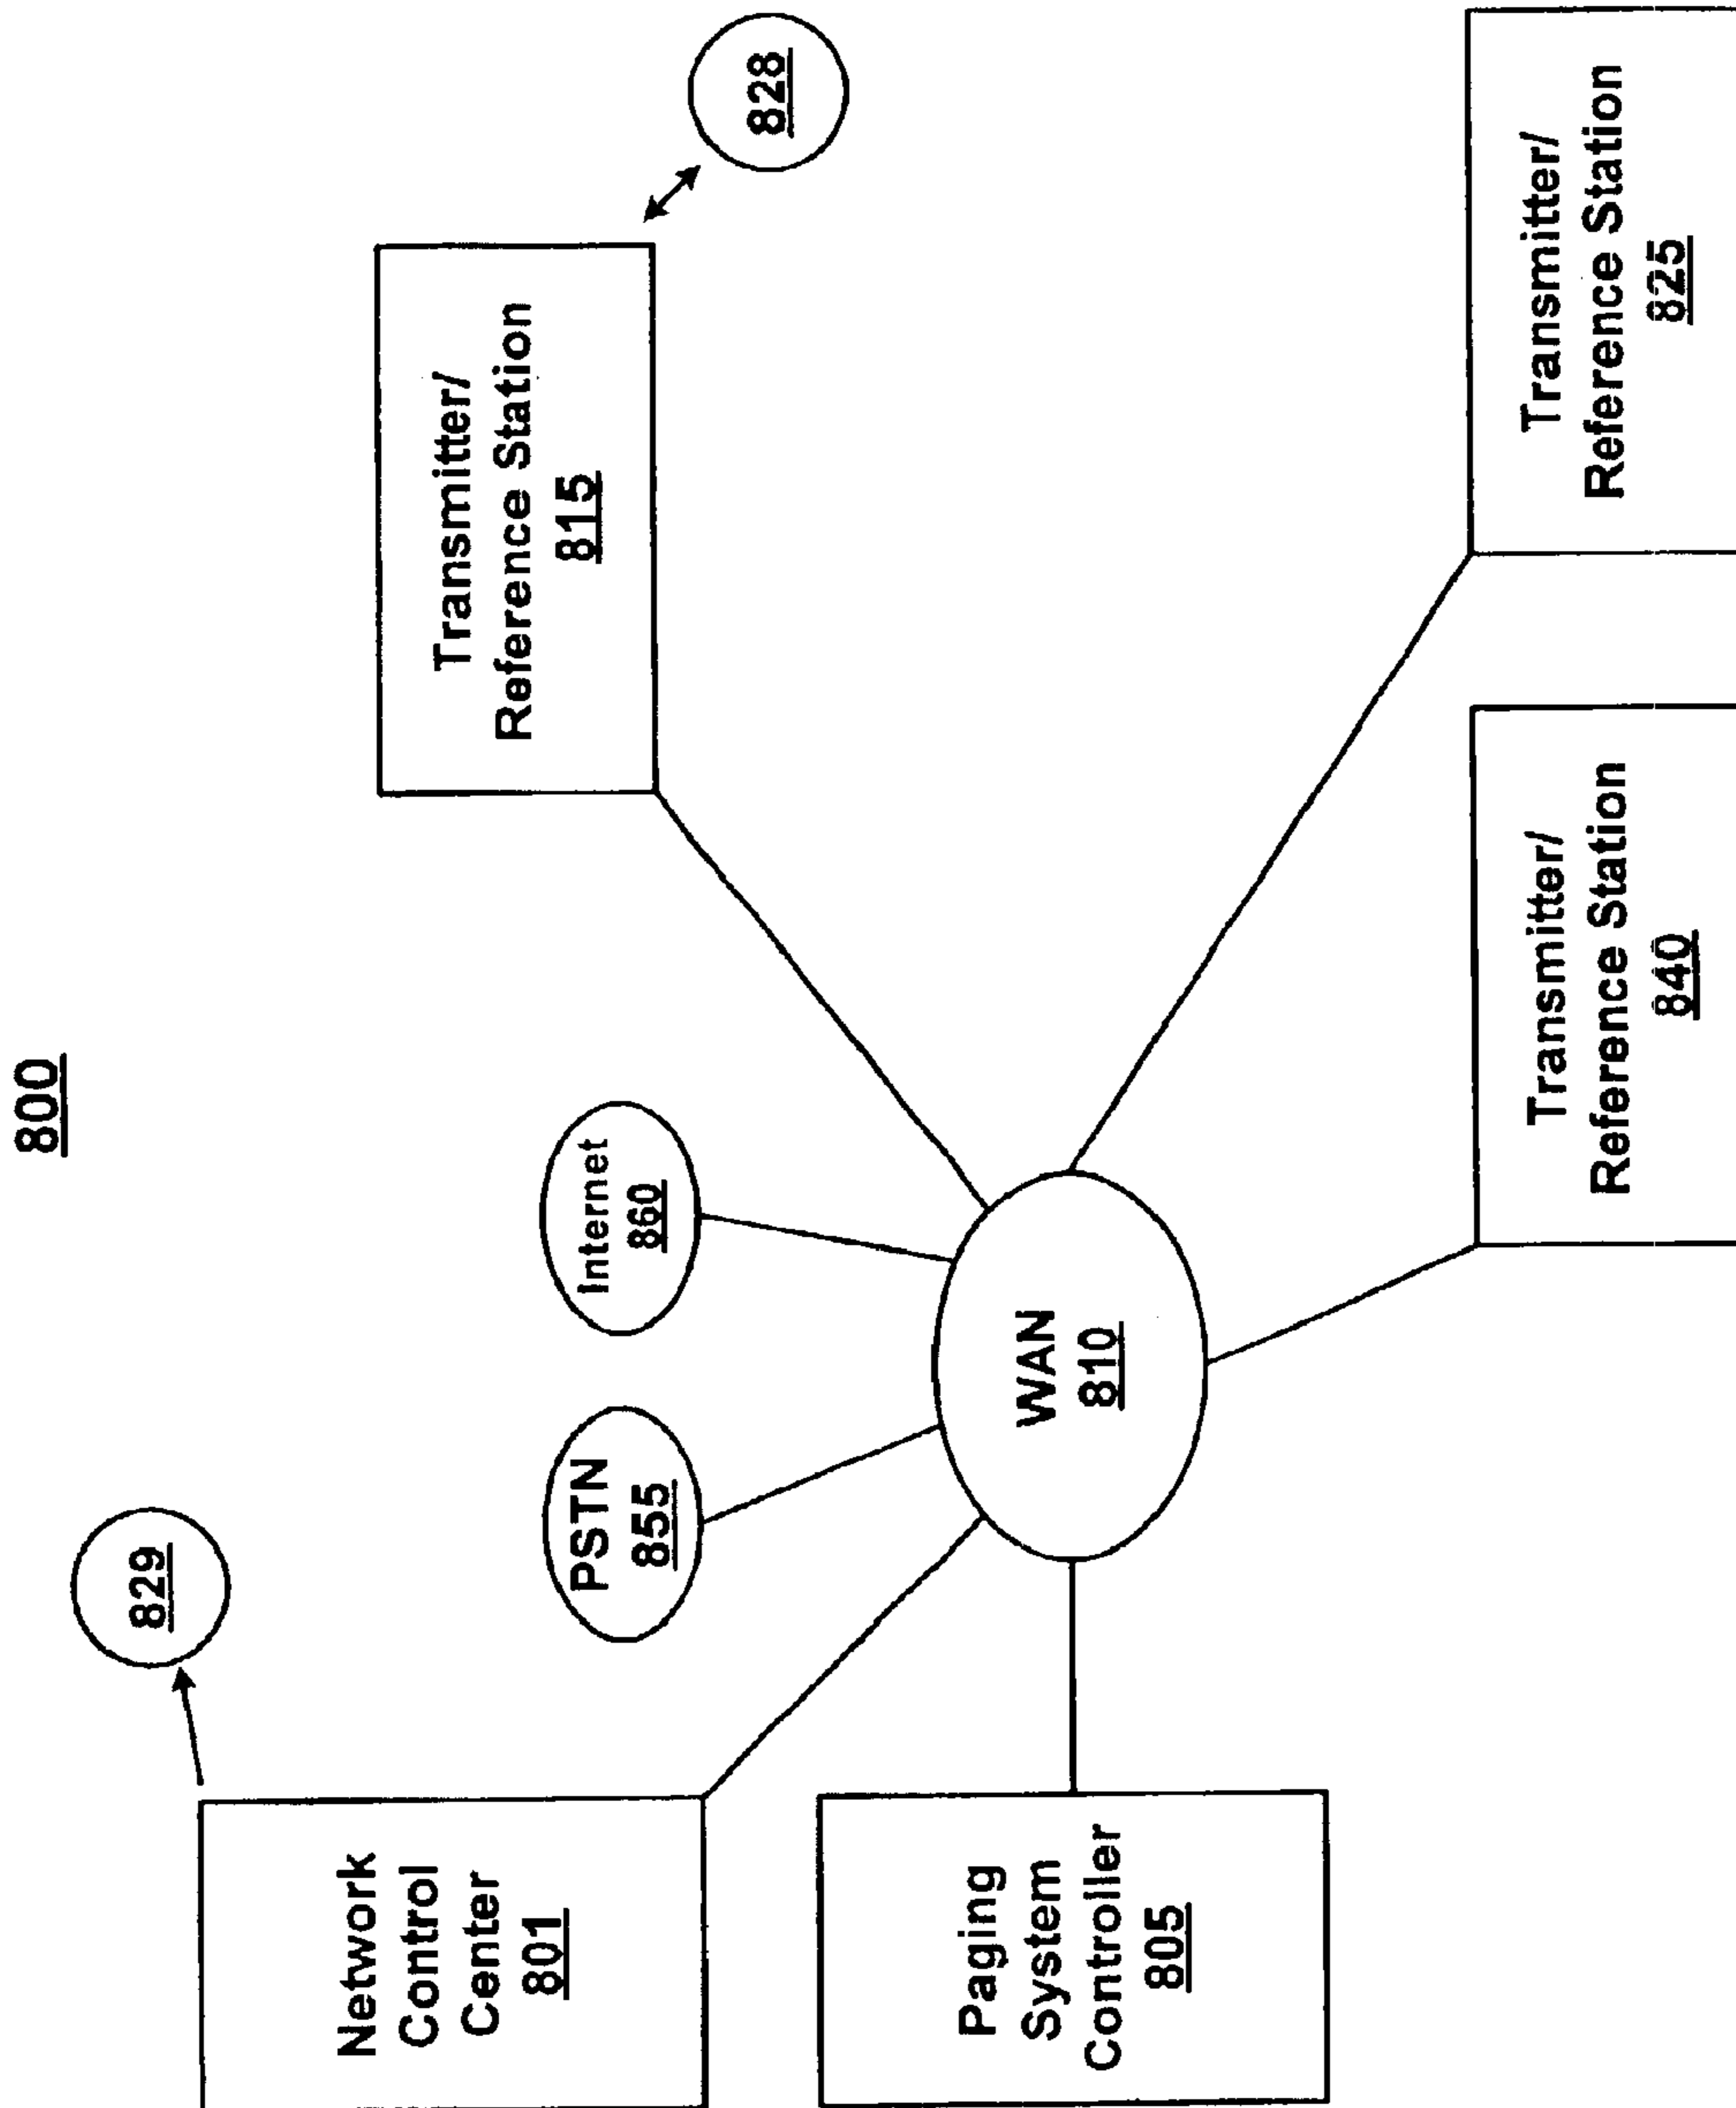 800
829
Network
Control
Center
801
PSTN
855
Internet
860
Transmitter/
Reference Station
815
828
Paging
System
Controller
805
WAN
810
Transmitter/
Reference Station
840
Transmitter/
Reference Station
825